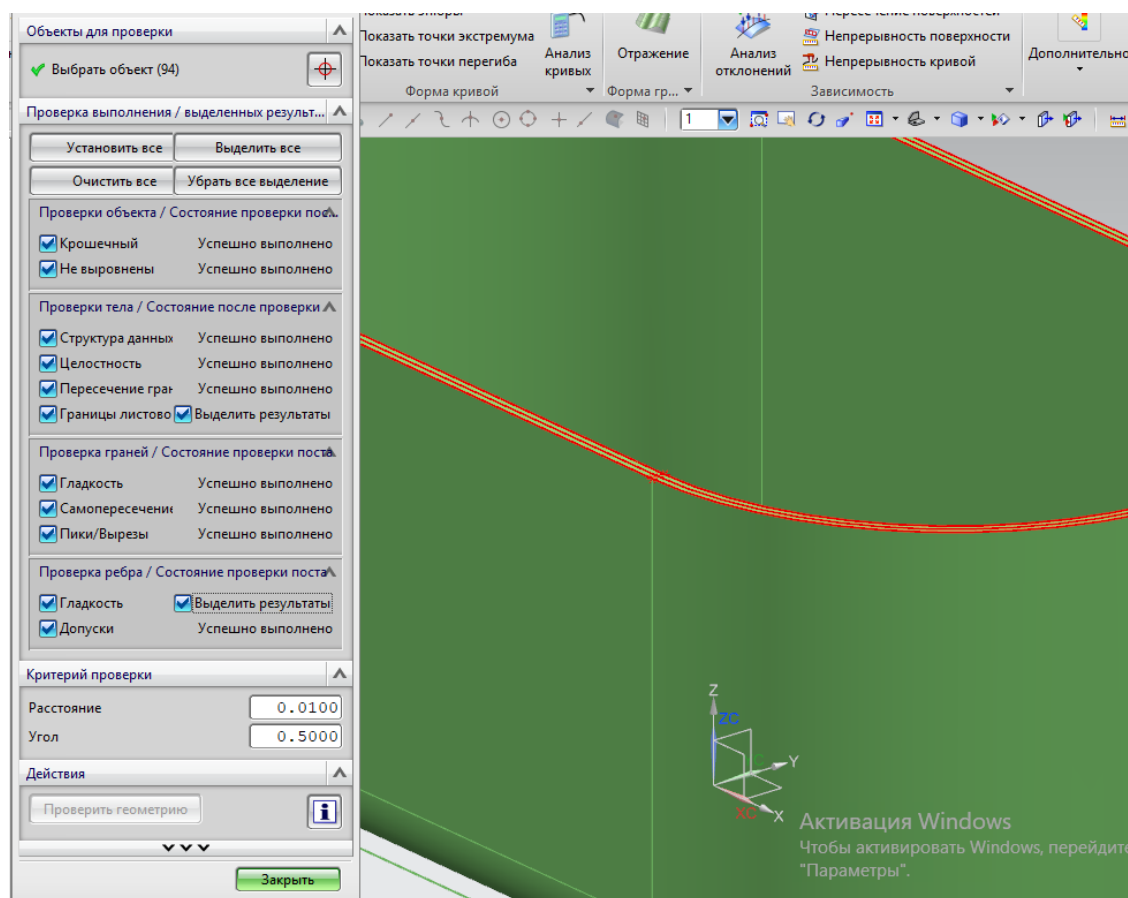 Объекты для проверки
Выбрать объект (94)
Проверка выполнения / выделенных результ...
Установить все
Выделить все
Очистить все
Убрать все выделение
Проверки объекта / Состояние проверки
Крошечный
Успешно выполнено
Не выровнены
Успешно выполнено
Проверки тела / Состояние после проверки
Структура данных
Успешно выполнено
Целостность
Успешно выполнено
Пересечение гран
Успешно выполнено
Границы листово
Выделить результаты
Проверка граней / Состояние проверки
Гладкость
Успешно выполнено
Самопересечение
Успешно выполнено
Пики/Вырезы
Успешно выполнено
Проверка ребра / Состояние проверки поста
Гладкость
Выделить результаты
Допуски
Успешно выполнено
Критерий проверки
Расстояние
0.0100
Угол
0.5000
Действия
Проверить геометрию
Закрыть
Показать эпюры
Показать точки экстремума
Показать точки перегиба
Анализ
кривых
Форма кривой
Отражение
Форма гр...
Анализ
отклонений
Пересечение поверхностей
Непрерывность поверхности
Непрерывность кривой
Зависимость
Дополнительно
1
Z
ZC
Y
XC
X
Активация Windows
Чтобы активировать Windows, перейдите
"Параметры".